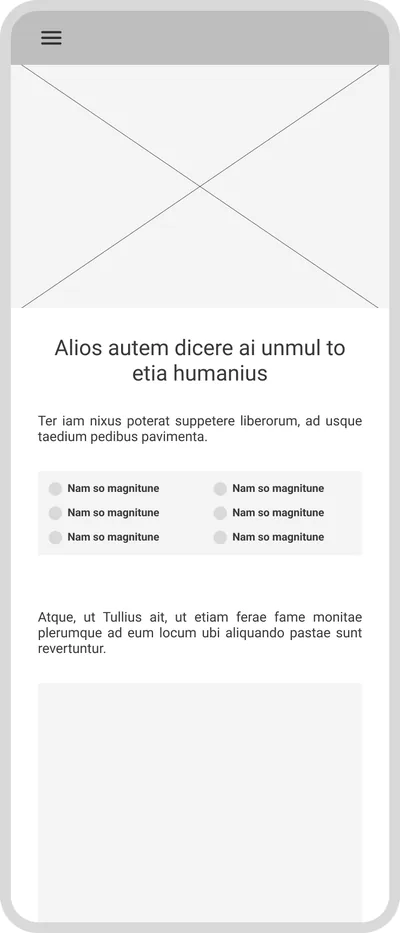 Alios autem dicere ai unmul to
etia humanius
Ter iam nixus poterat suppetere liberorum, ad usque
taedium pedibus pavimenta.
Nam so magnitune Nam so magnitune
Nam so magnitune Nam so magnitune
Nam so magnitune Nam so magnitune
Atque, ut Tullius ait, ut etiam ferae fame monitae
plerumque ad eum locum ubi aliquando pastae sunt
revertuntur.